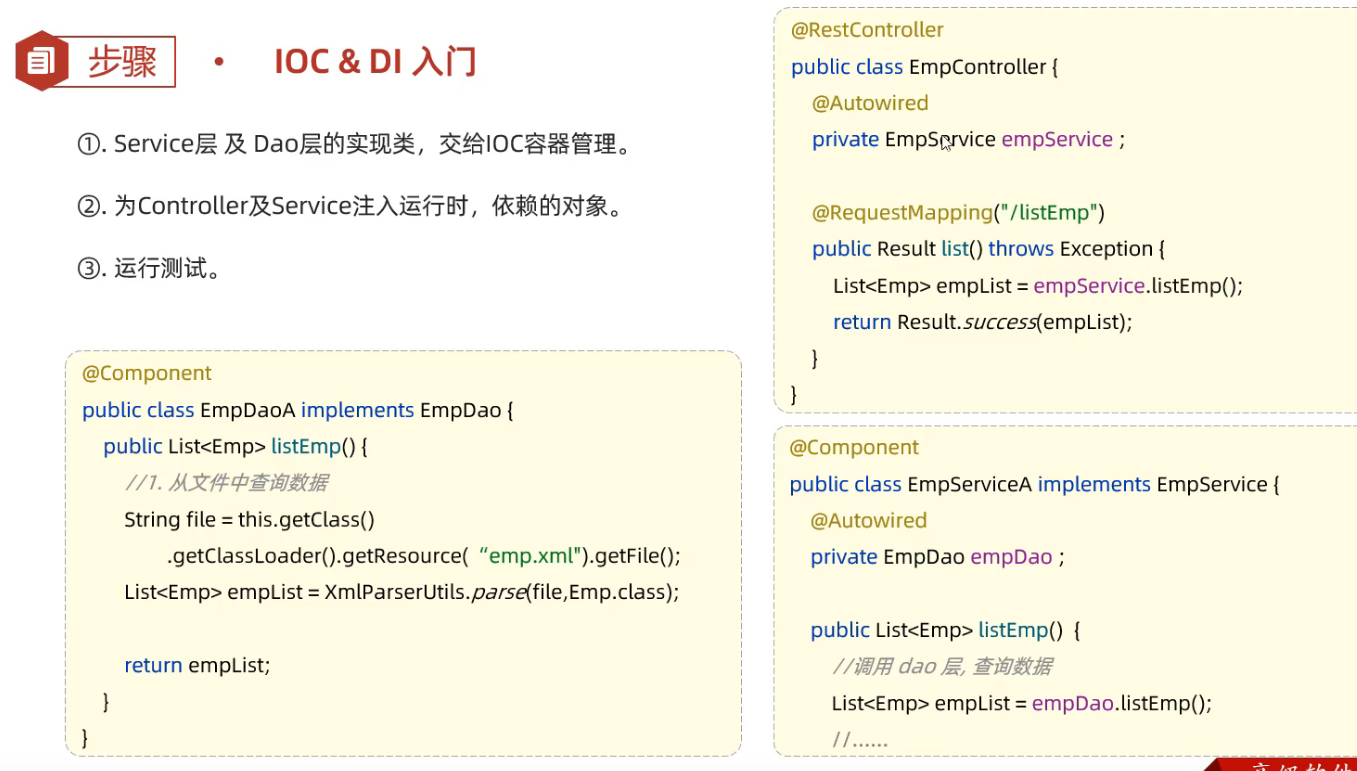 步骤 • IOC & DI 入门
①. Service层 及 Dao层的实现类，交给IOC容器管理。
②. 为Controller及Service注入运行时，依赖的对象。
③. 运行测试。
@Component
public class EmpDaoA implements EmpDao {
public List<Emp> listEmp() {
//1. 从文件中查询数据
String file = this.getClass()
.getClassLoader().getResource( “emp.xml").getFile();
List<Emp> empList = XmlParserUtils.parse(file,Emp.class);
return empList;
}
}
@RestController
public class EmpController {
@Autowired
private EmpService empService ;
@RequestMapping("/listEmp")
public Result list() throws Exception {
List<Emp> empList = empService.listEmp();
return Result.success(empList);
}
}
@Component
public class EmpServiceA implements EmpService {
@Autowired
private EmpDao empDao ;
public List<Emp> listEmp() {
//调用 dao 层, 查询数据
List<Emp> empList = empDao.listEmp();
//......